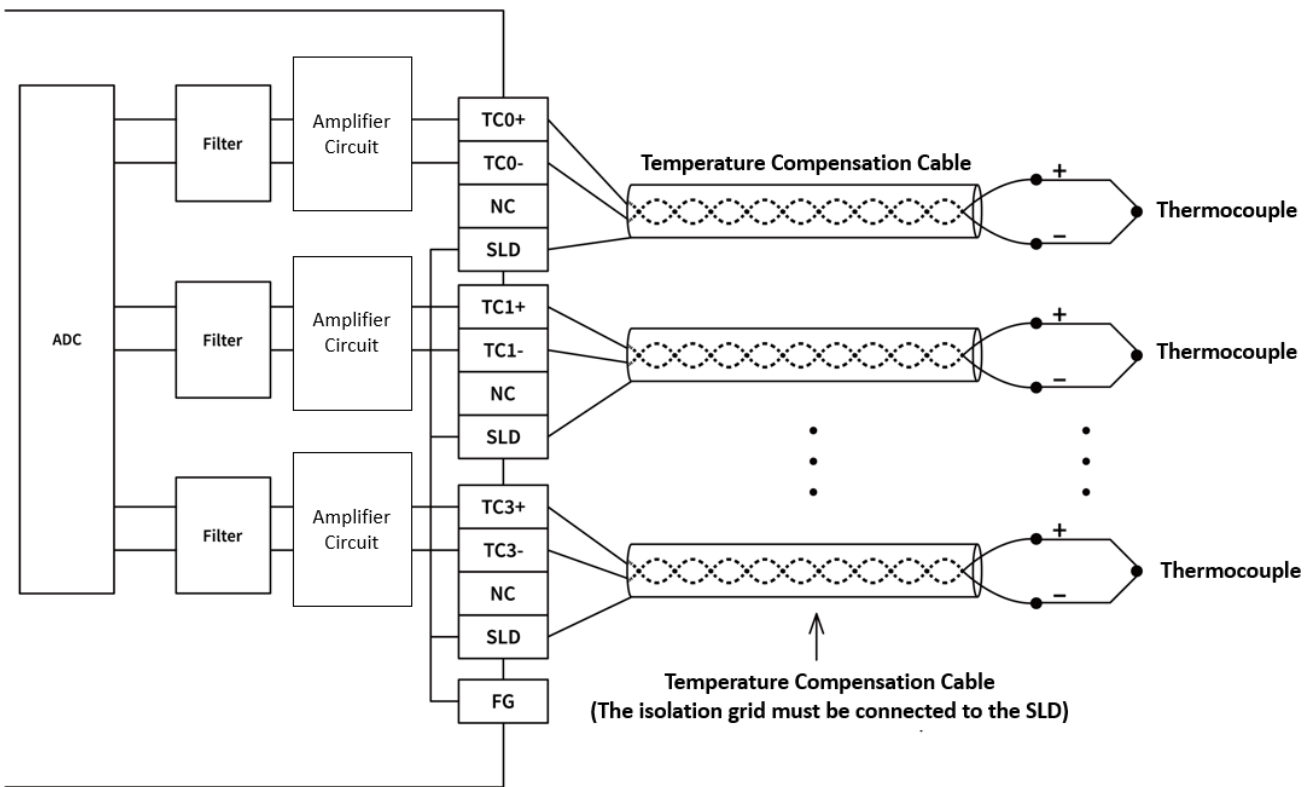 ADC
Filter
Amplifier
Circuit
TC0+
TC0-
NC
SLD
Temperature Compensation Cable
+
−
Thermocouple
Filter
Amplifier
Circuit
TC1+
TC1-
NC
SLD
+
−
Thermocouple
Filter
Amplifier
Circuit
TC3+
TC3-
NC
SLD
FG
+
−
Thermocouple
Temperature Compensation Cable
(The isolation grid must be connected to the SLD)